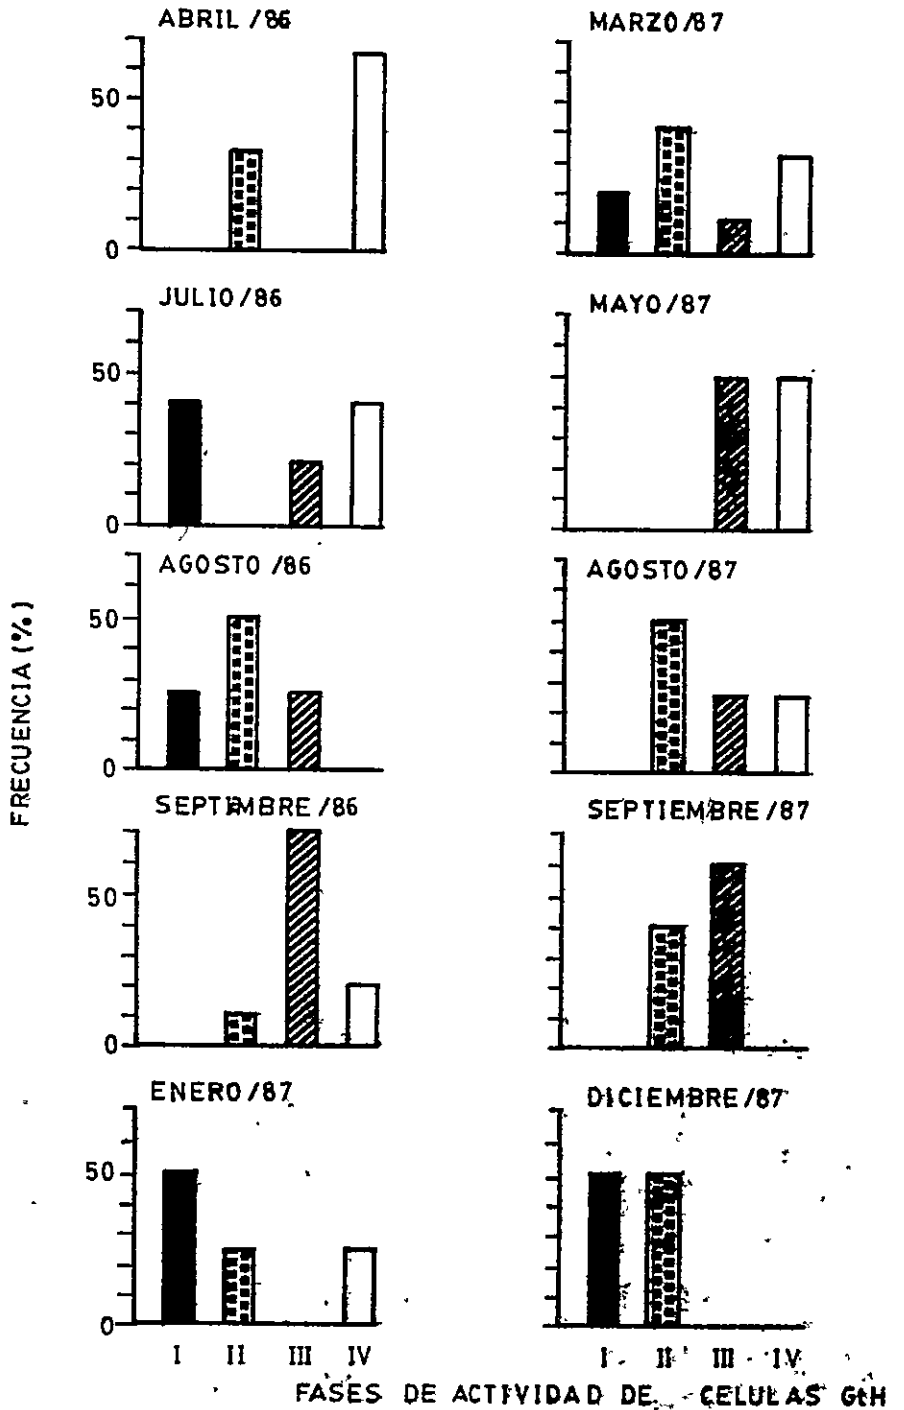 ABRIL /86
50
0
MARZO/87
JULIO/86
50
0
MAYO/87
AGOSTO /86
50
0
AGOSTO/87
SEPTIEMBRE /86
50
0
SEPTIEMBRE /87
ENERO/87
50
0
DICIEMBRE/87
I II III IV
I II III IV
FASES DE ACTIVIDAD DE CELULAS GtH
FRECUENCIA (%)